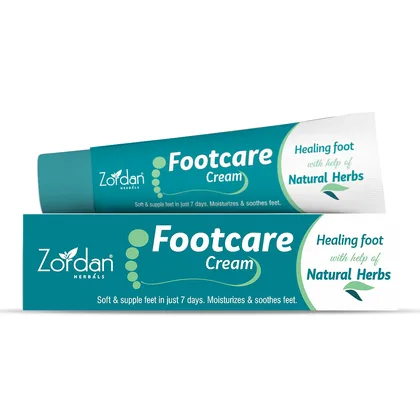 Zordan®
HERBALS
Footcare
Cream
Soft & supple feet in just 7 days. Moisturizes & soothes feet.
Healing foot
with help of
Natural Herbs
Zordan®
HERBALS
Footcare
Cream
Soft & supple feet in just 7 days. Moisturizes & soothes feet.
Healing foot
with help of
Natural Herbs